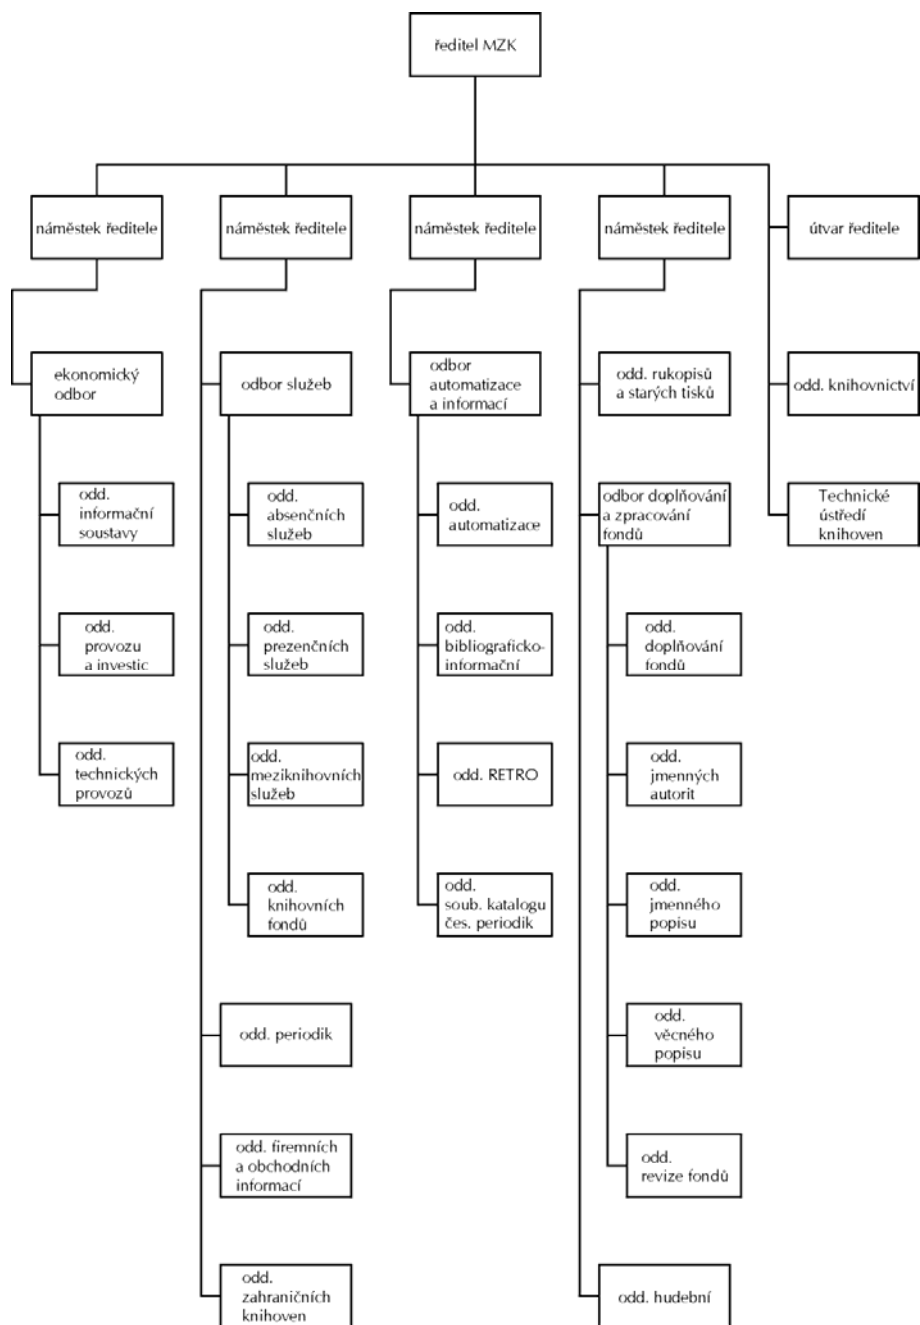 ředitel MZK
náměstek ředitele
náměstek ředitele
náměstek ředitele
náměstek ředitele
útvar ředitele
ekonomický
odbor
odbor služeb
odbor
automatizace
a informací
odd. rukopisů
a starých tisků
odd. knihovnictví
odd.
informační
soustavy
odd.
absenčních
služeb
odd.
automatizace
odbor doplňování
a zpracování
fondů
Technické
ústředí
knihoven
odd.
provozu
a investic
odd.
prezenčních
služeb
odd.
bibliograficko-
informační
odd.
doplňování
fondů
odd.
technických
provozů
odd.
meziknihovních
služeb
odd. RETRO
odd.
jmenných
autorit
odd.
knihovních
fondů
odd.
soub. katalogu
čes. periodik
odd.
jmenného
popisu
odd. periodik
odd.
věcného
popisu
odd. firemních
a obchodních
informací
odd.
revize fondů
odd.
zahraničních
knihoven
odd. hudební